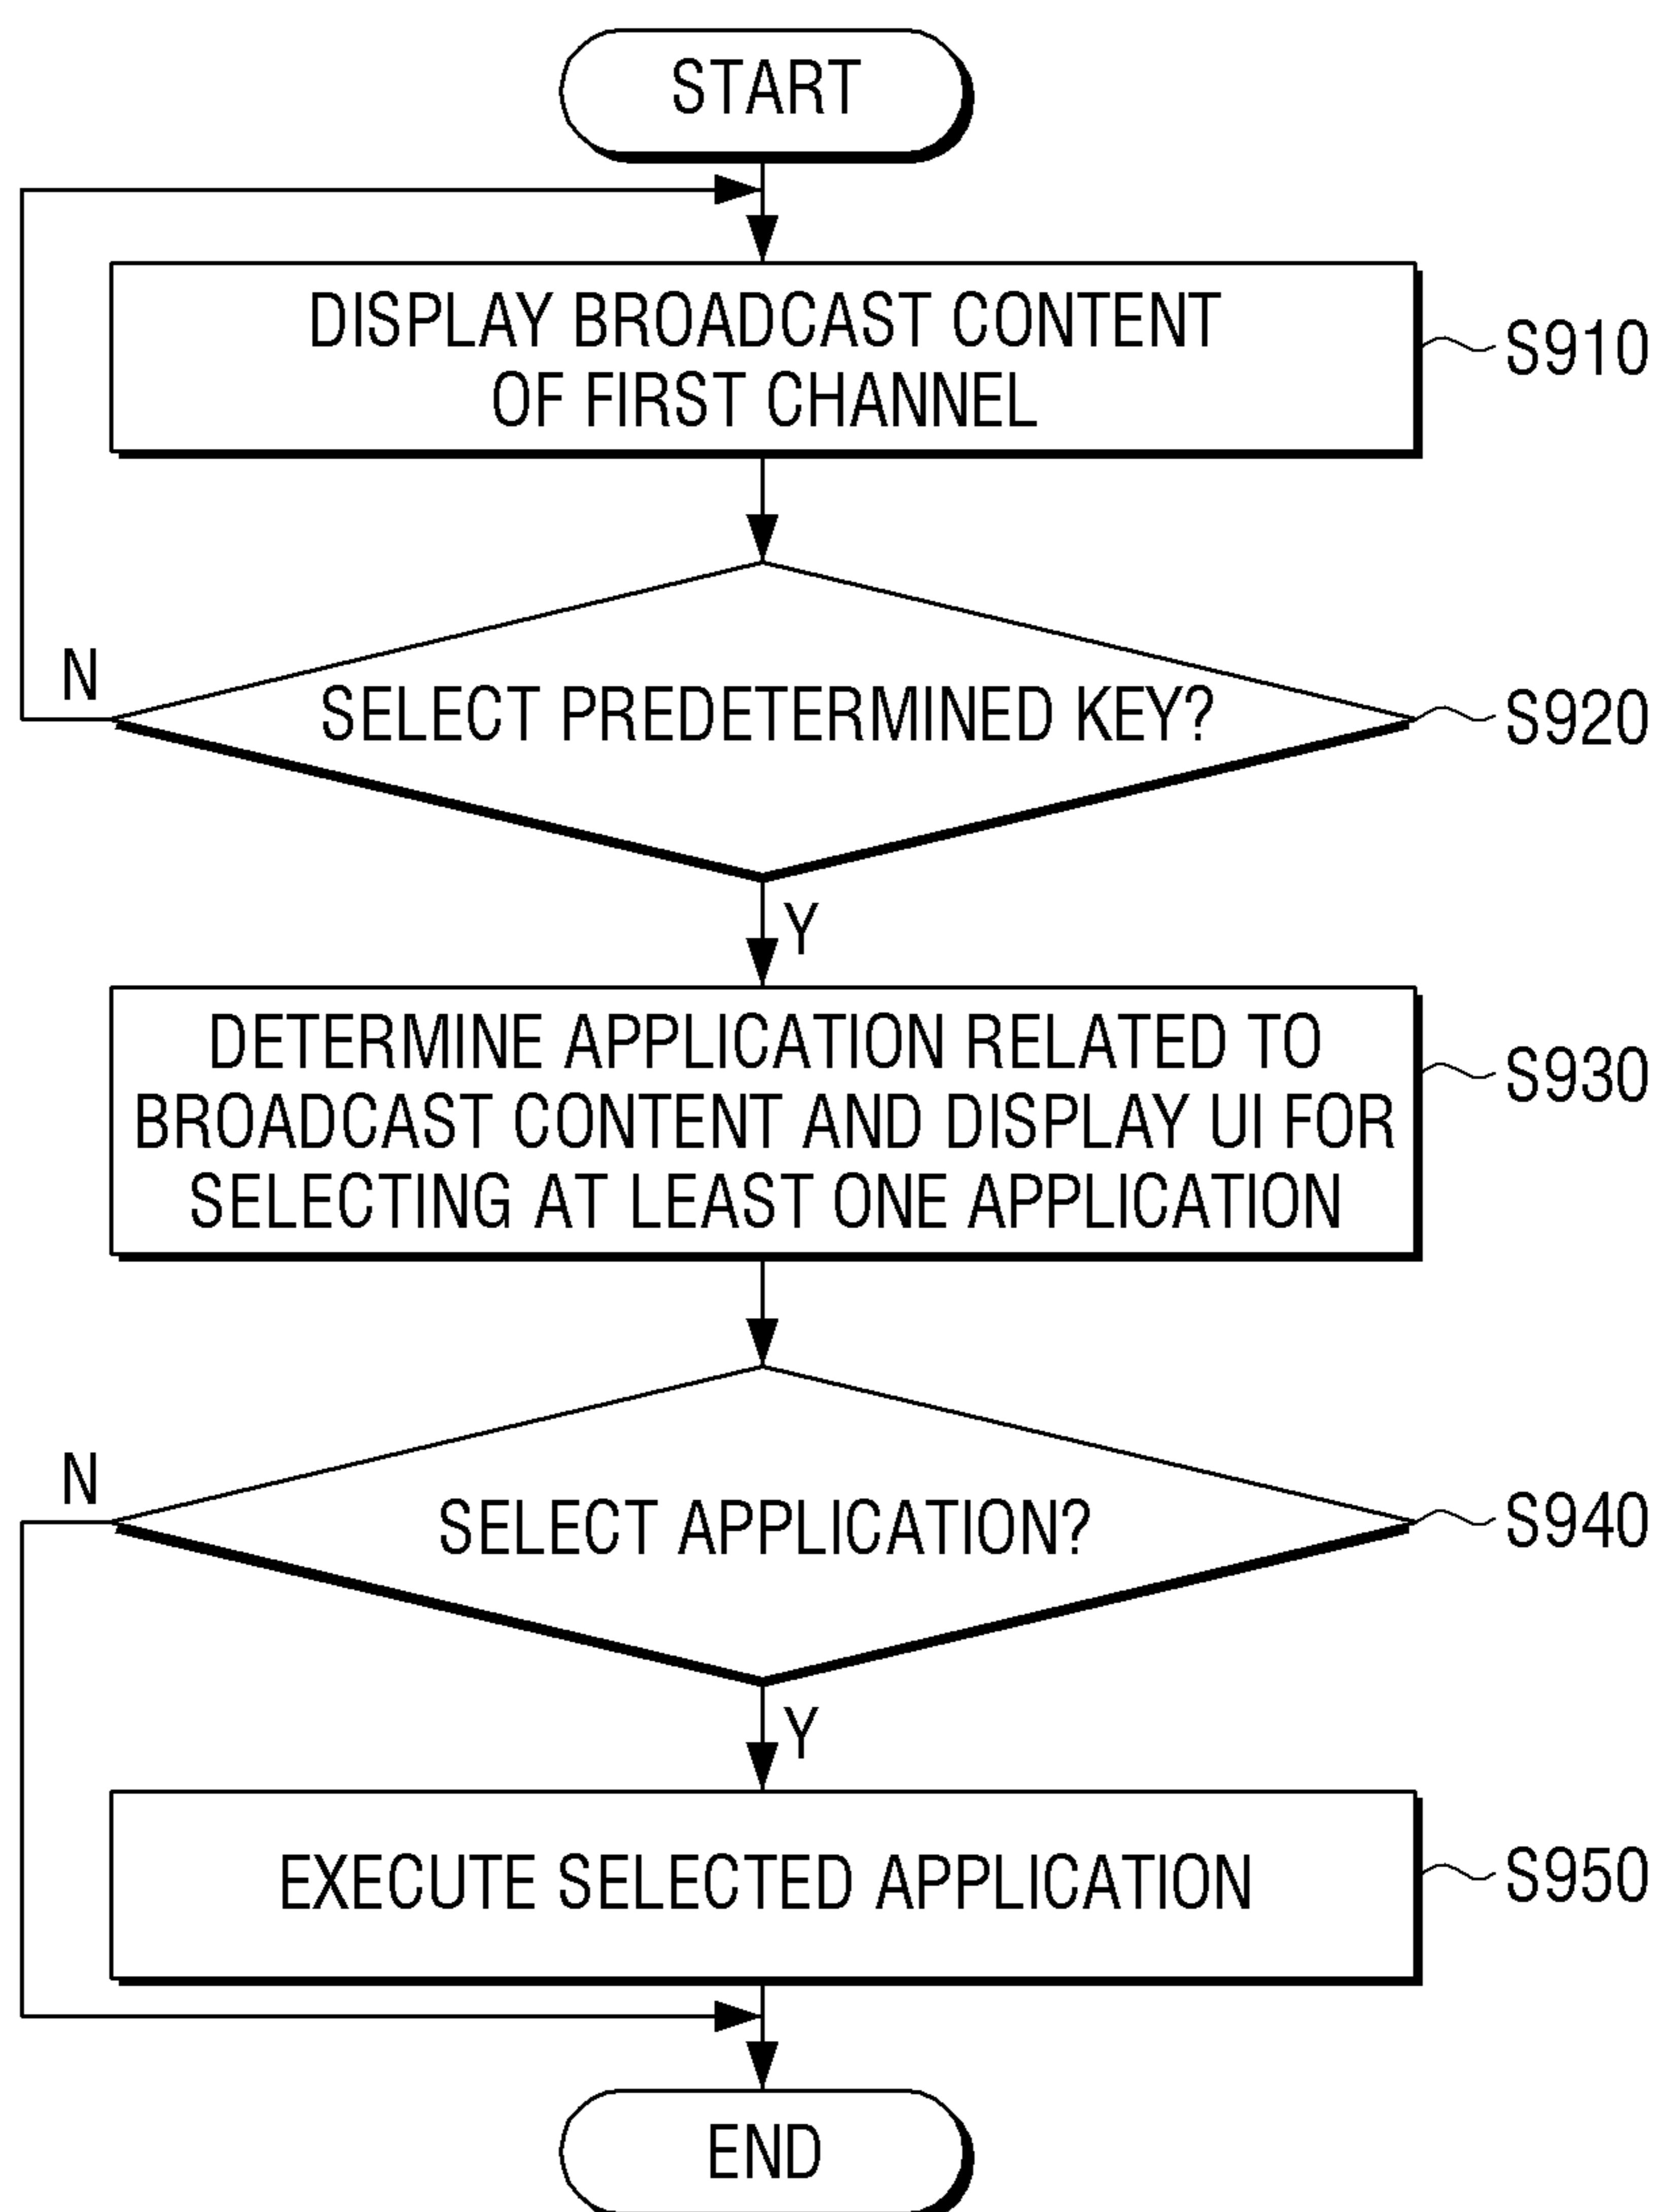 START
DISPLAY BROADCAST CONTENT
OF FIRST CHANNEL
S910
N
SELECT PREDETERMINED KEY?
S920
Y
DETERMINE APPLICATION RELATED TO
BROADCAST CONTENT AND DISPLAY UI FOR
SELECTING AT LEAST ONE APPLICATION
S930
N
SELECT APPLICATION?
S940
Y
EXECUTE SELECTED APPLICATION
S950
END